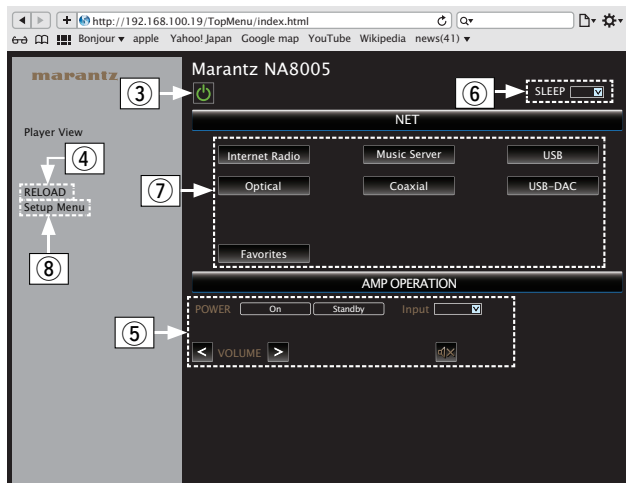 http://192.168.100.19/TopMenu/index.html
Bonjour apple Yahoo! Japan Google map YouTube Wikipedia news(41)
marantz
Marantz NA8005
③
⑥
SLEEP
NET
Player View
④
Internet Radio Music Server USB
⑦
Optical Coaxial USB-DAC
RELOAD
Setup Menu
⑧
Favorites
AMP OPERATION
POWER On Standby Input
⑤
< VOLUME >